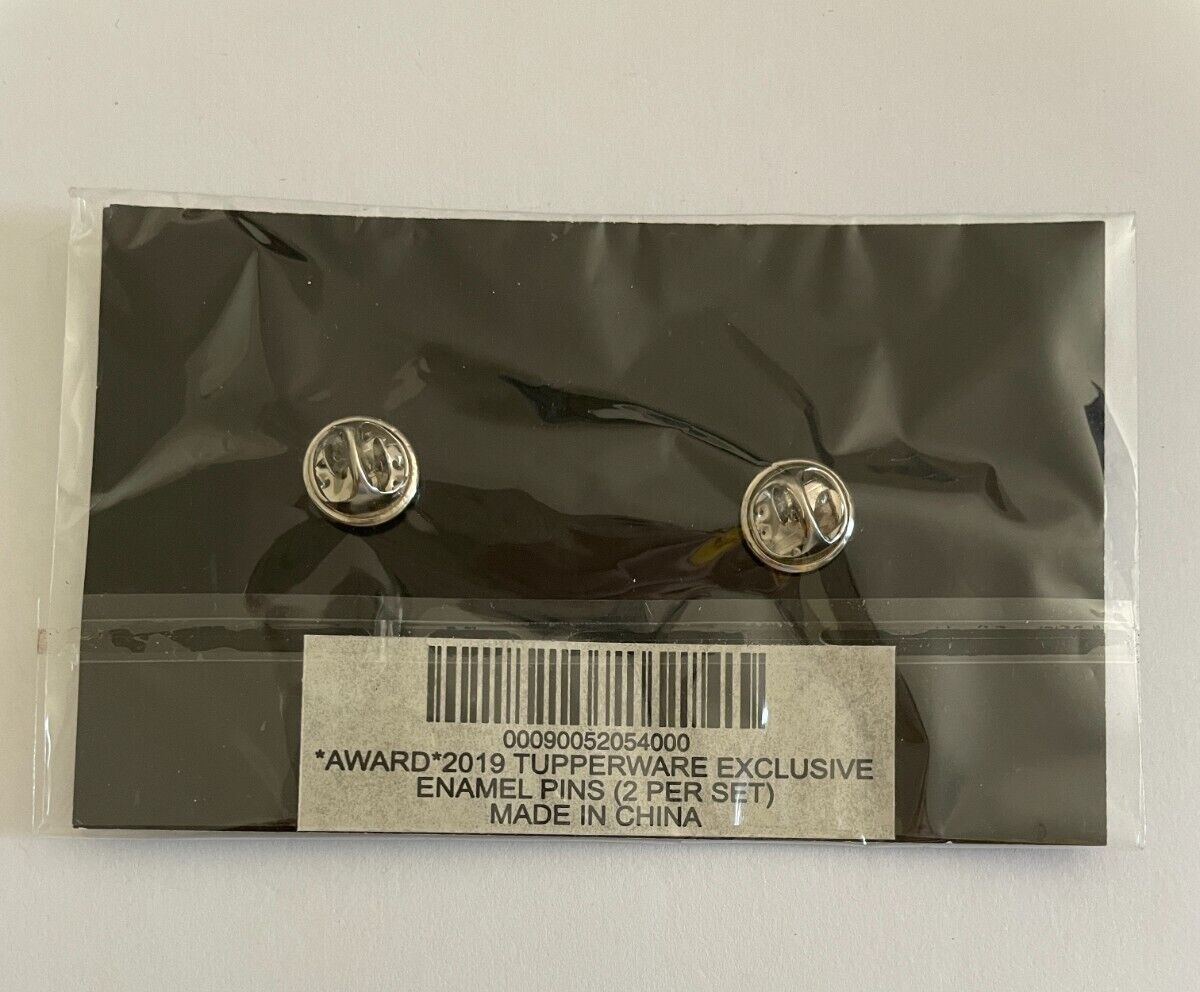 00090052054000
*AWARD*2019 TUPPERWARE EXCLUSIVE
ENAMEL PINS (2 PER SET)
MADE IN CHINA